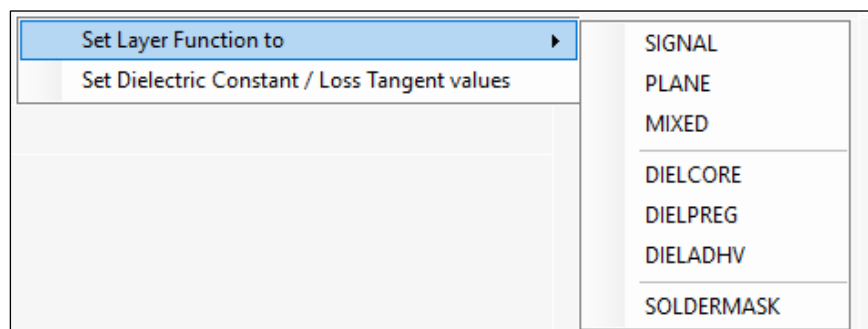 Set Layer Function to
Set Dielectric Constant / Loss Tangent values
SIGNAL
PLANE
MIXED
DIELCORE
DIELPREG
DIELADHV
SOLDERMASK